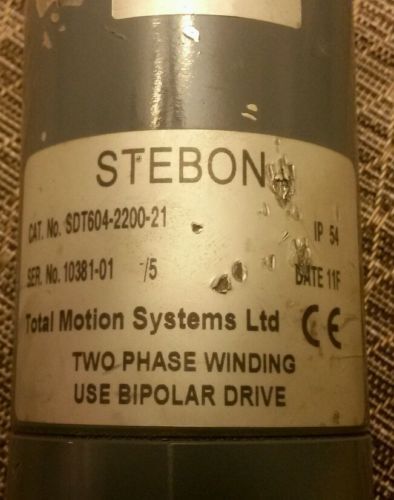 STEBON
CAT. No. SDT604-2200-21 IP 54
SER. No. 10381-01 /5 DATE 11F
Total Motion Systems Ltd CE
TWO PHASE WINDING
USE BIPOLAR DRIVE